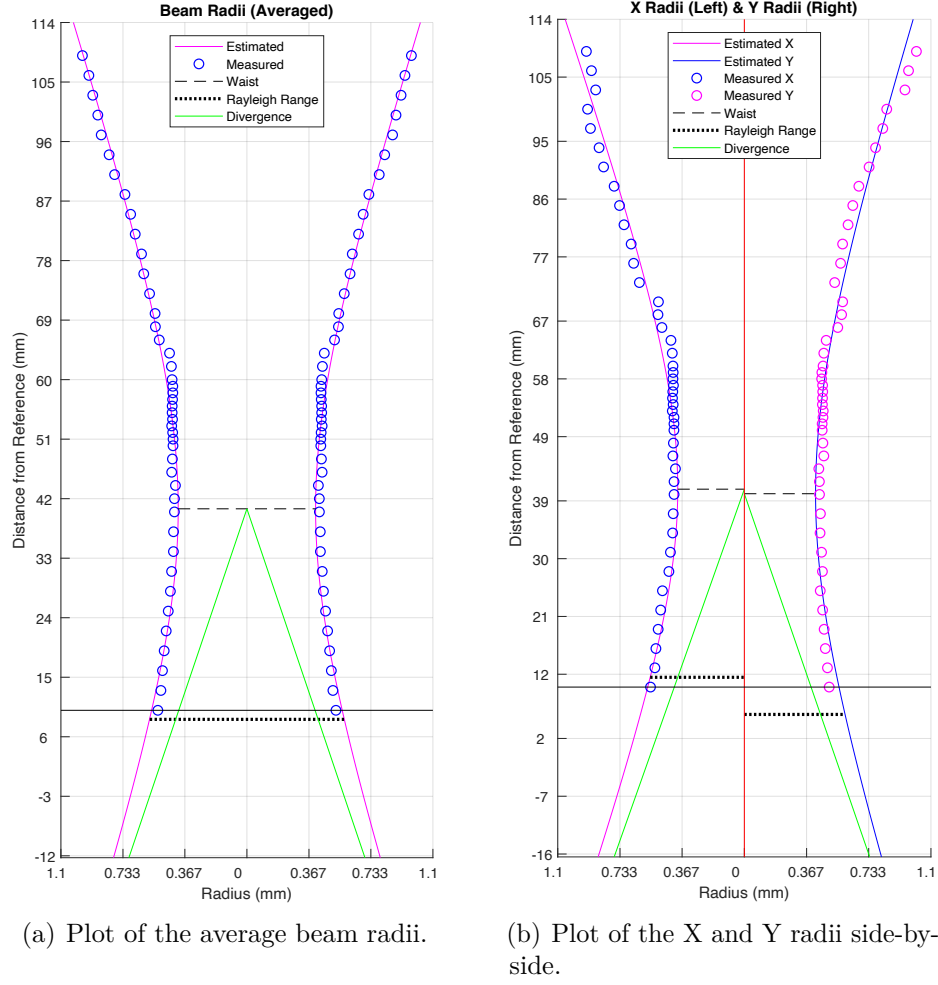 Beam Radii (Averaged)
114
105
96
87
78
69
60
51
42
33
24
15
6
-3
-12
Distance from Reference (mm)
Estimated
Measured
Waist
Rayleigh Range
Divergence
1.1 0.733 0.367 0 0.367 0.733 1.1
Radius (mm)
(a) Plot of the average beam radii.
X Radii (Left) & Y Radii (Right)
114
105
95
86
77
67
58
49
39
30
21
12
2
-7
-16
Distance from Reference (mm)
Estimated X
Estimated Y
Measured X
Measured Y
Waist
Rayleigh Range
Divergence
1.1 0.733 0.367 0 0.367 0.733 1.1
Radius (mm)
(b) Plot of the X and Y radii side-by-
side.